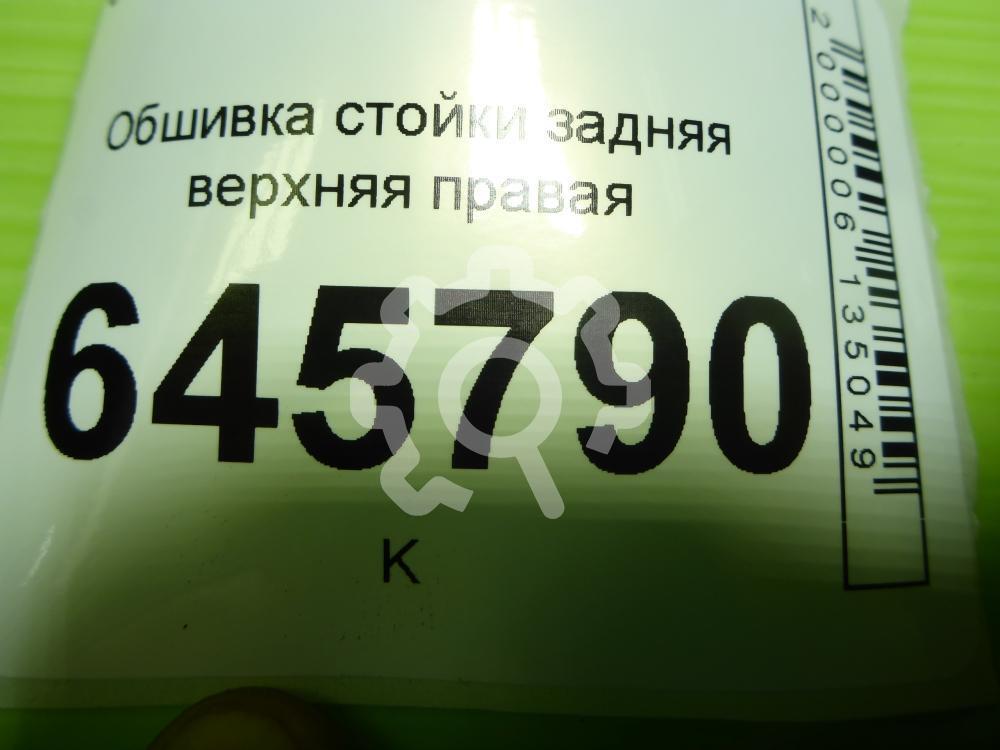 Обшивка стойки задняя
верхняя правая
645790
К
2000006135049